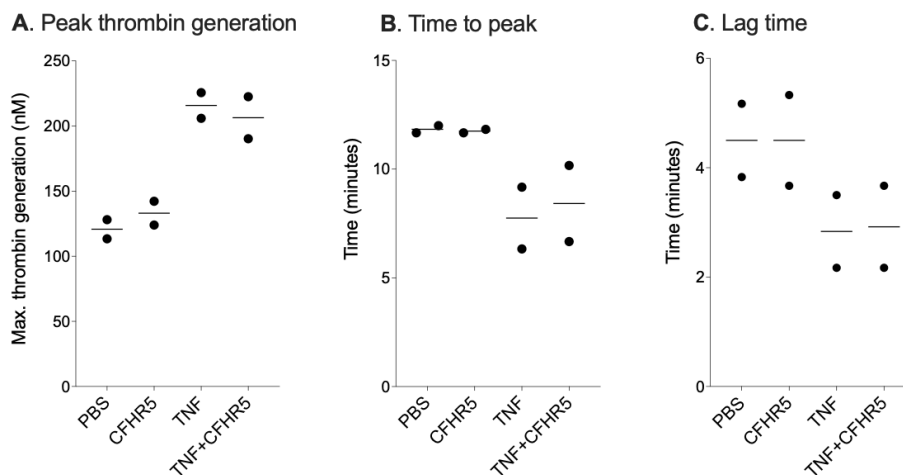 A. Peak thrombin generation
Max. thrombin generation (nM)
250
200
150
100
50
0
PBS
CFHR5
TNF
TNF+CFHR5
B. Time to peak
Time (minutes)
15
10
5
0
PBS
CFHR5
TNF
TNF+CFHR5
C. Lag time
Time (minutes)
6
4
2
0
PBS
CFHR5
TNF
TNF+CFHR5